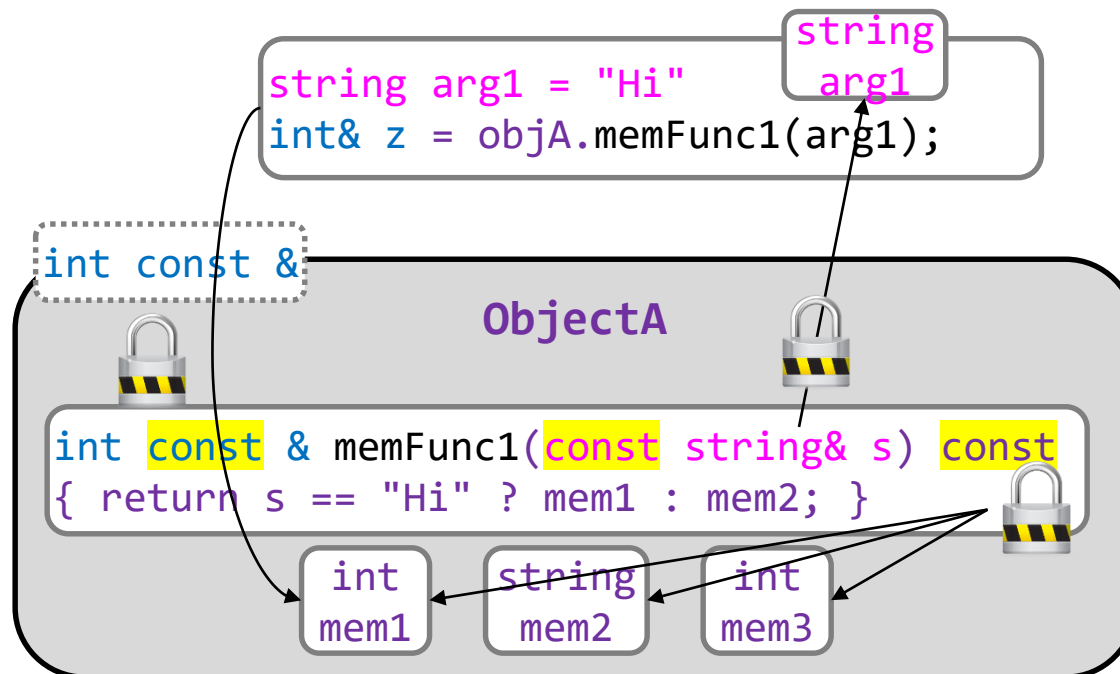 string
arg1
string arg1 = "Hi"
int& z = objA.memFunc1(arg1);
int const &
ObjectA
int const & memFunc1(const string& s) const
{ return s == "Hi" ? mem1 : mem2; }
int
mem1
string
mem2
int
mem3